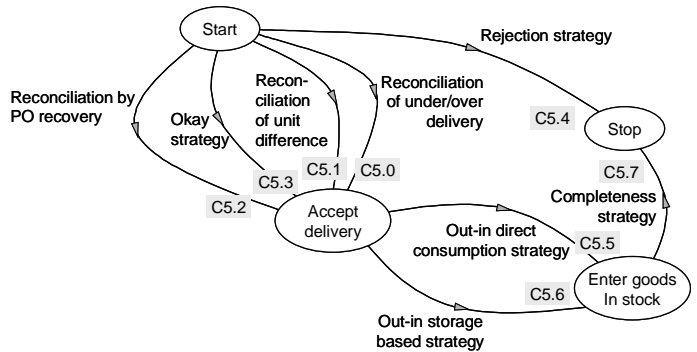 Start
Rejection strategy
Reconciliation by
PO recovery
Okay
strategy
Recon-
ciliation
of unit
difference
Reconciliation
of under/over
delivery
C5.4
Stop
C5.3
C5.1
C5.0
C5.7
C5.2
Completeness
strategy
Accept
delivery
Out-in direct
consumption strategy
C5.5
Enter goods
In stock
C5.6
Out-in storage
based strategy